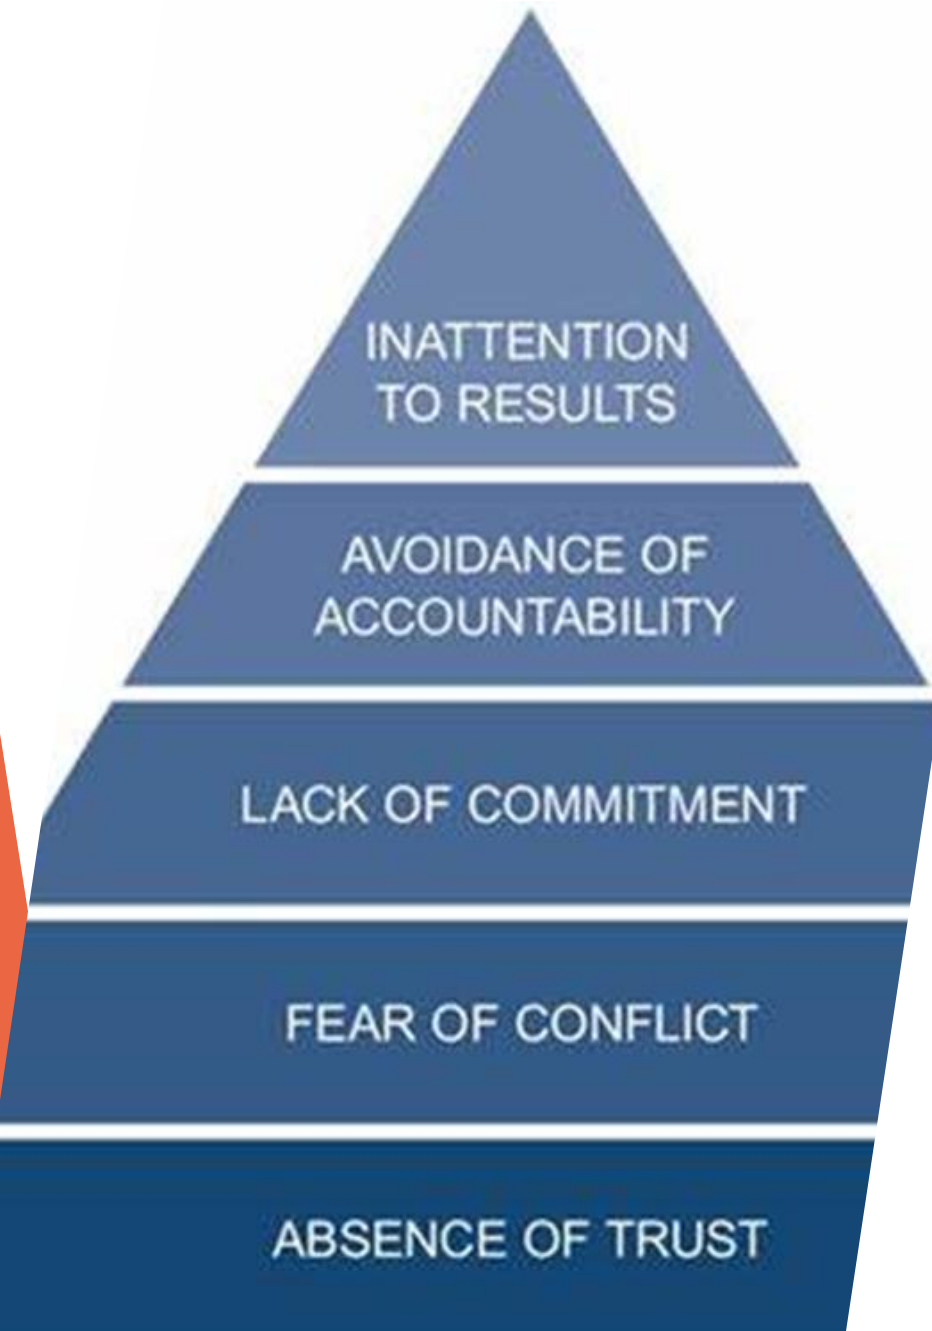 INATTENTION
TO RESULTS
AVOIDANCE OF
ACCOUNTABILITY
LACK OF COMMITMENT
FEAR OF CONFLICT
ABSENCE OF TRUST